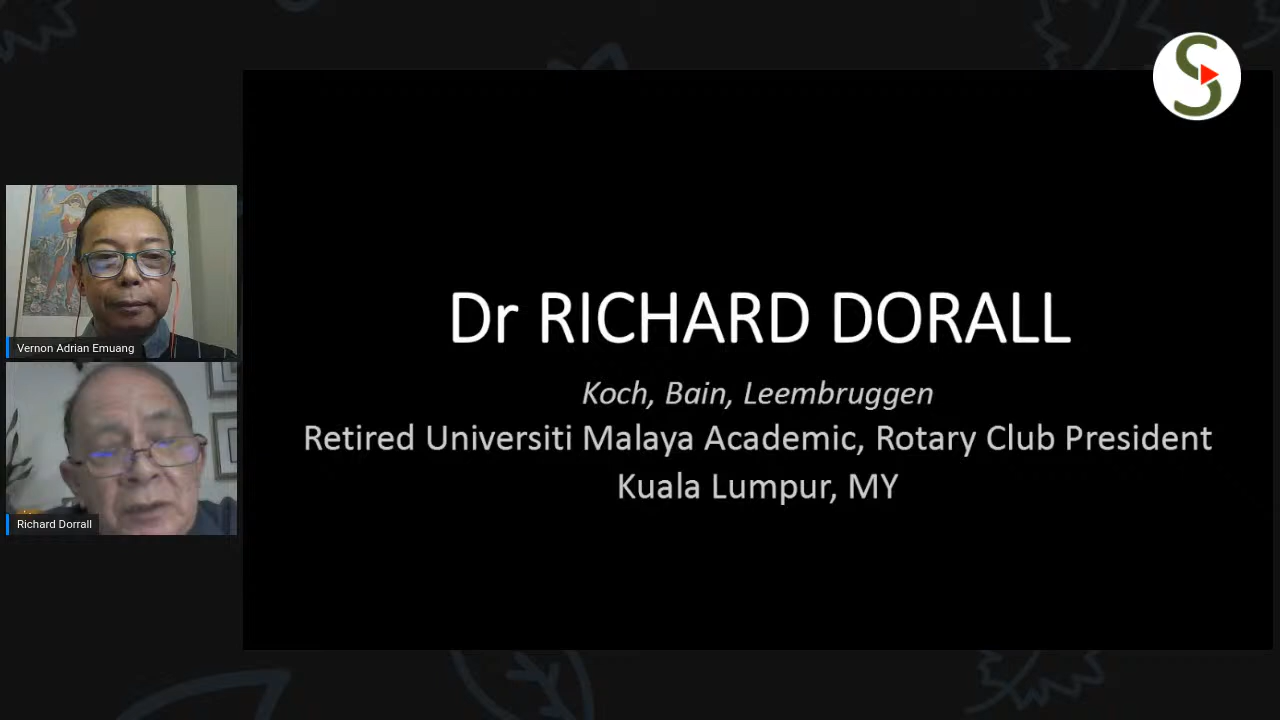 Vernon Adrian Emuang
Richard Dorrall
Dr RICHARD DORALL
Koch, Bain, Leembruggen
Retired Universiti Malaya Academic, Rotary Club President
Kuala Lumpur, MY